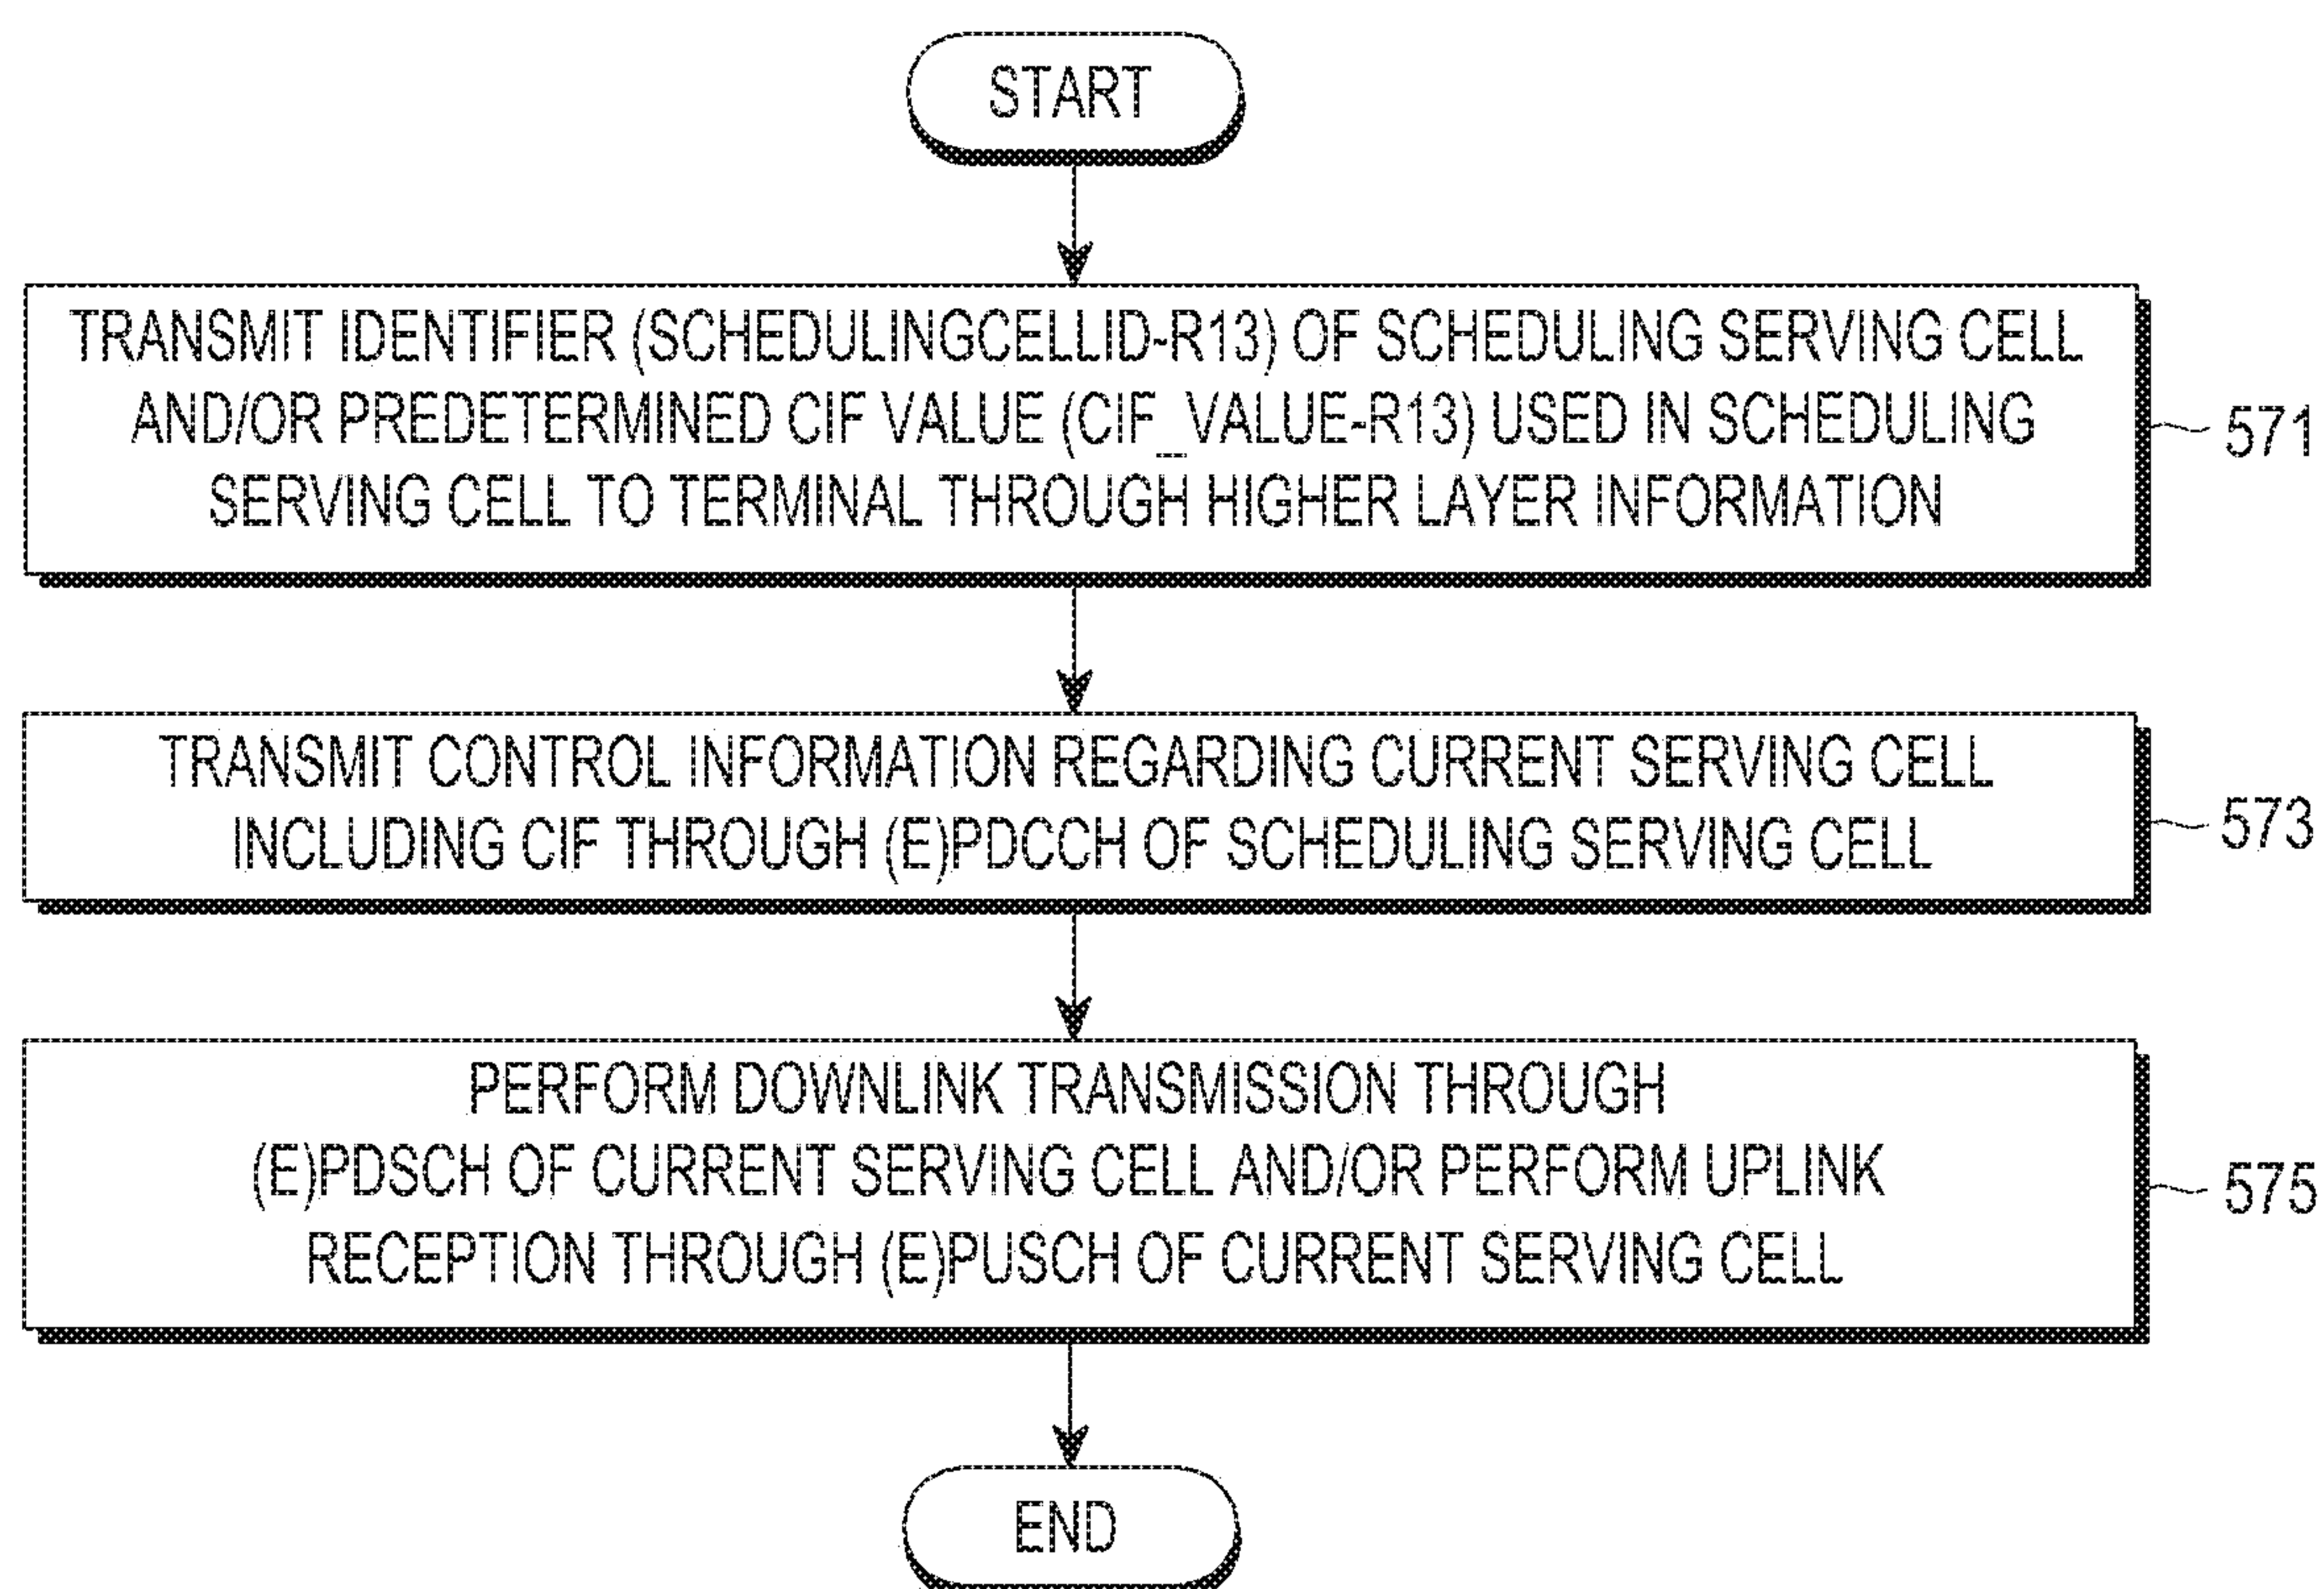 START
TRANSMIT IDENTIFIER (SCHEDULINGCELLID-R13) OF SCHEDULING SERVING CELL
AND/OR PREDETERMINED CIF VALUE (CIF_VALUE-R13) USED IN SCHEDULING
SERVING CELL TO TERMINAL THROUGH HIGHER LAYER INFORMATION
571
TRANSMIT CONTROL INFORMATION REGARDING CURRENT SERVING CELL
INCLUDING CIF THROUGH (E)PDCCH OF SCHEDULING SERVING CELL
573
PERFORM DOWNLINK TRANSMISSION THROUGH
(E)PDSCH OF CURRENT SERVING CELL AND/OR PERFORM UPLINK
RECEPTION THROUGH (E)PUSCH OF CURRENT SERVING CELL
575
END